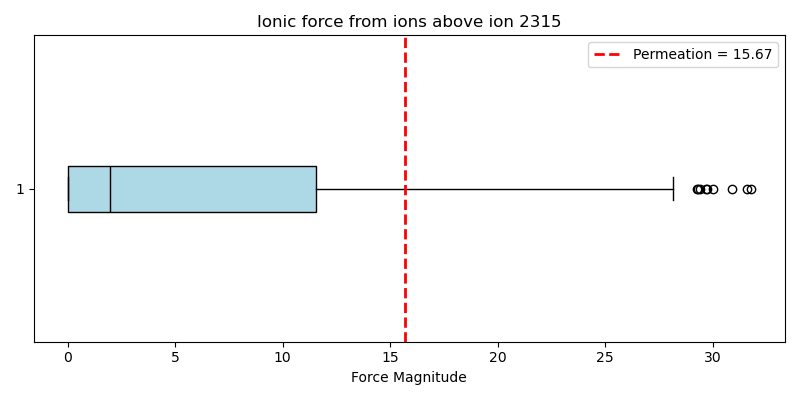 Ionic force from ions above ion 2315
Permeation = 15.67
1
0 5 10 15 20 25 30
Force Magnitude